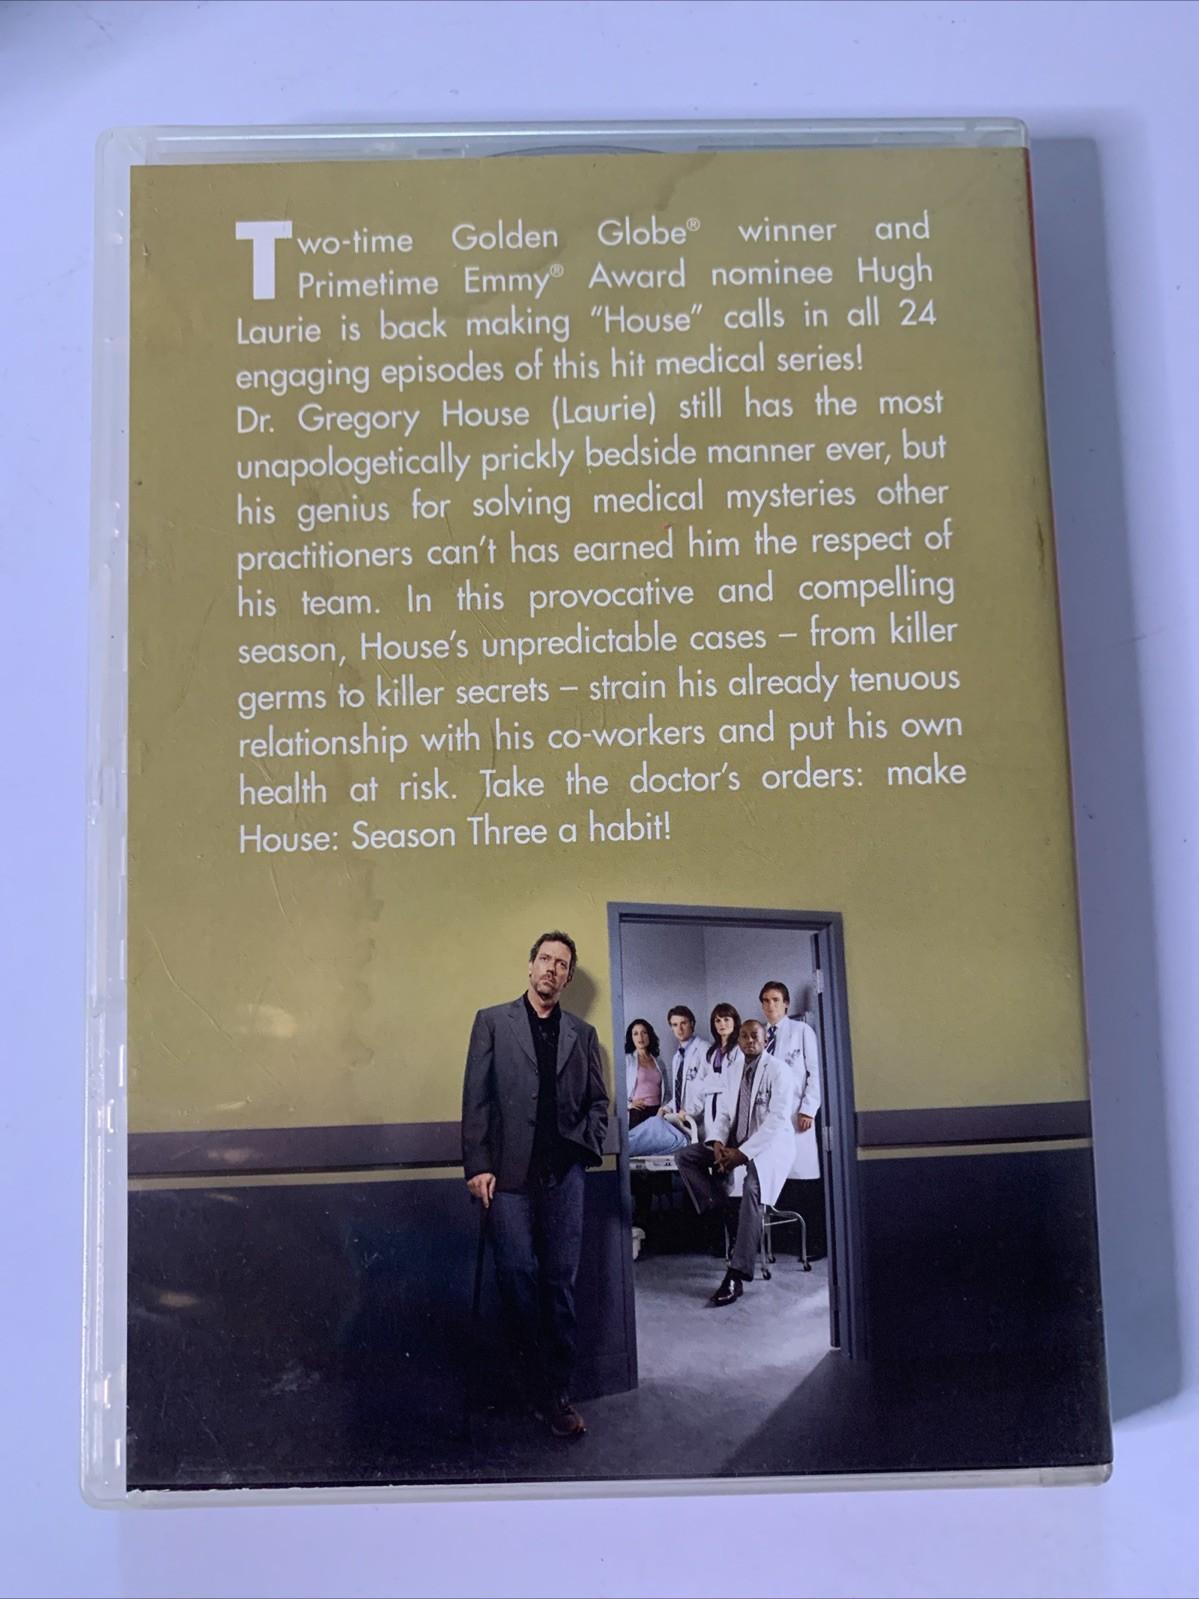 Two-time Golden Globe® winner and
Primetime Emmy® Award nominee Hugh
Laurie is back making “House” calls in all 24
engaging episodes of this hit medical series!
Dr. Gregory House (Laurie) still has the most
unapologetically prickly bedside manner ever, but
his genius for solving medical mysteries other
practitioners can't has earned him the respect of
his team. In this provocative and compelling
season, House's unpredictable cases – from killer
germs to killer secrets – strain his already tenuous
relationship with his co-workers and put his own
health at risk. Take the doctor's orders: make
House: Season Three a habit!